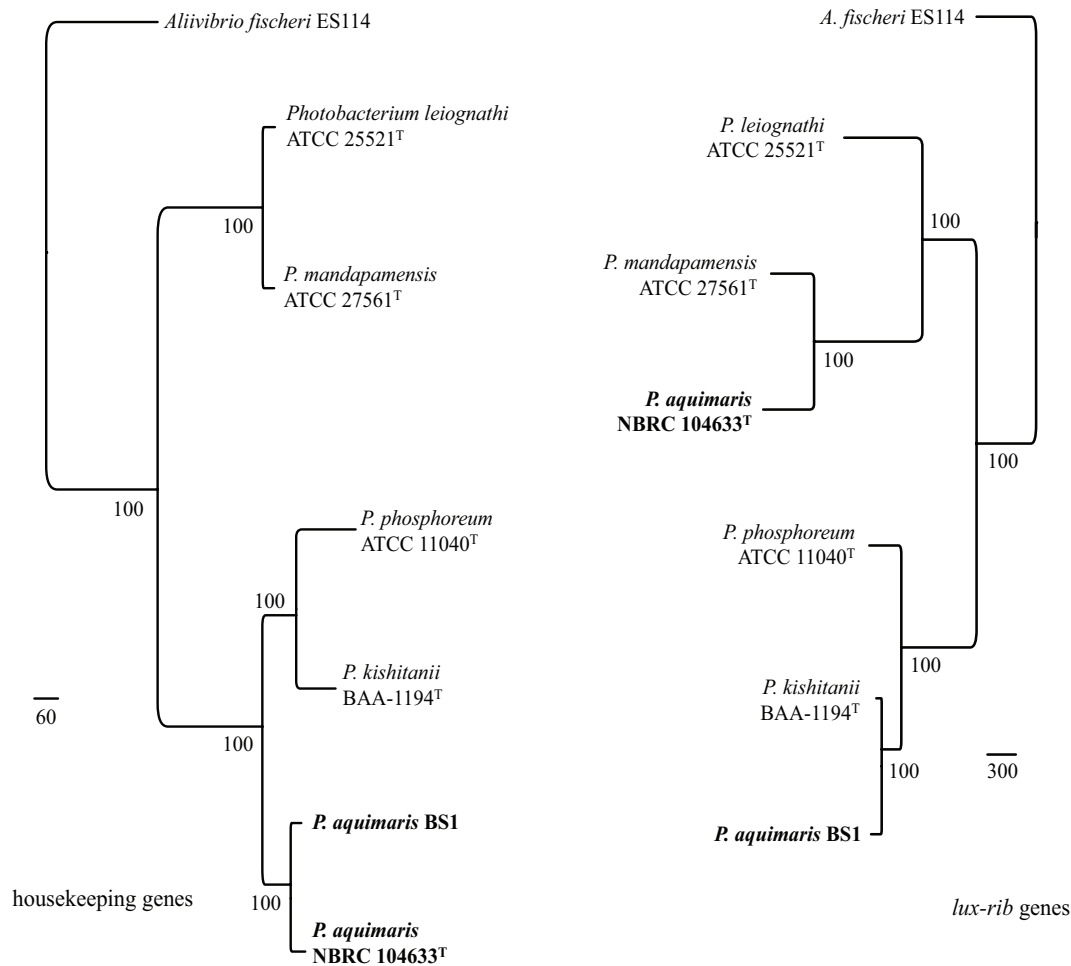 Aliivibrio fischeri ES114
Photobacterium leiognathi
ATCC 25521ᵀ
100
P. mandapamensis
ATCC 27561ᵀ
100
P. phosphoreum
ATCC 11040ᵀ
100
P. kishitanii
BAA-1194ᵀ
60
100
P. aquimaris BS1
housekeeping genes
100
P. aquimaris
NBRC 104633ᵀ
A. fischeri ES114
P. leiognathi
ATCC 25521ᵀ
100
P. mandapamensis
ATCC 27561ᵀ
100
P. aquimaris
NBRC 104633ᵀ
100
P. phosphoreum
ATCC 11040ᵀ
100
P. kishitanii
BAA-1194ᵀ
100
300
P. aquimaris BS1
lux-rib genes